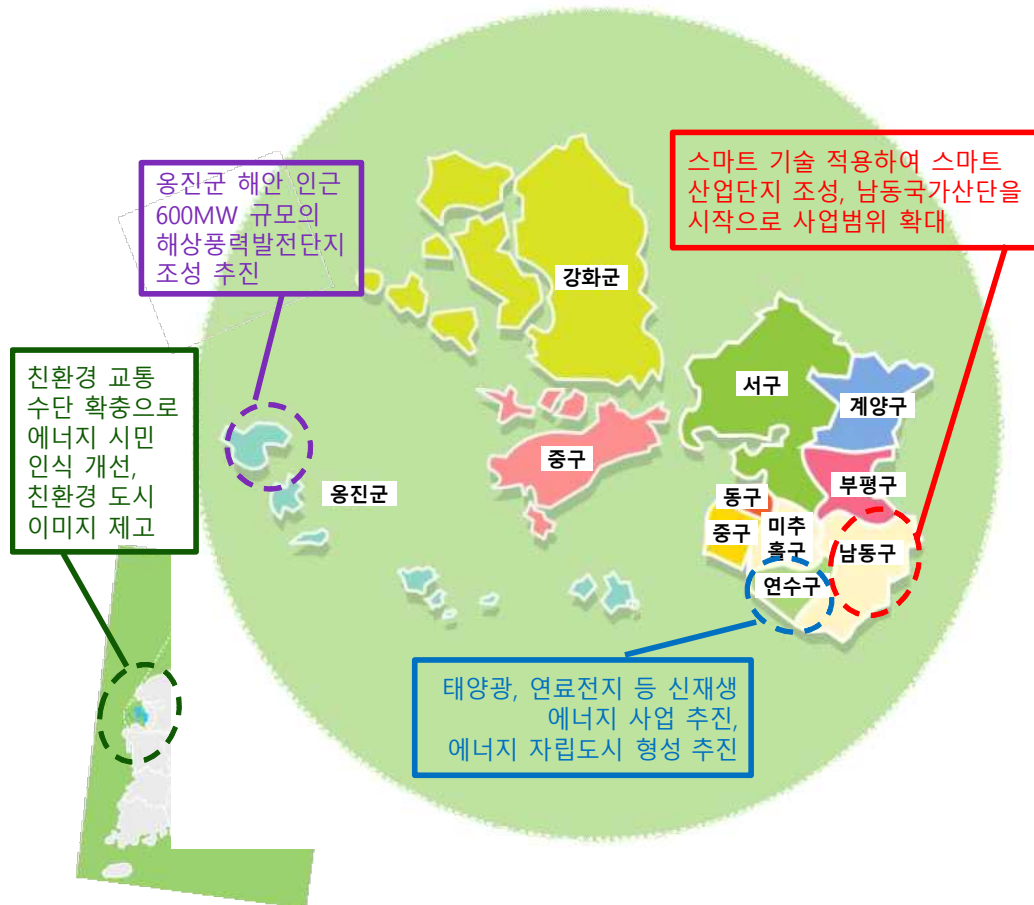 옹진군 해안 인근
600MW 규모의
해상풍력발전단지
조성 추진
스마트 기술 적용하여 스마트
산업단지 조성, 남동국가산단을
시작으로 사업범위 확대
친환경 교통
수단 확충으로
에너지 시민
인식 개선,
친환경 도시
이미지 제고
강화군
서구
계양구
중구
옹진군
부평구
동구
중구
미추
홀구
남동구
연수구
태양광, 연료전지 등 신재생
에너지 사업 추진,
에너지 자립도시 형성 추진